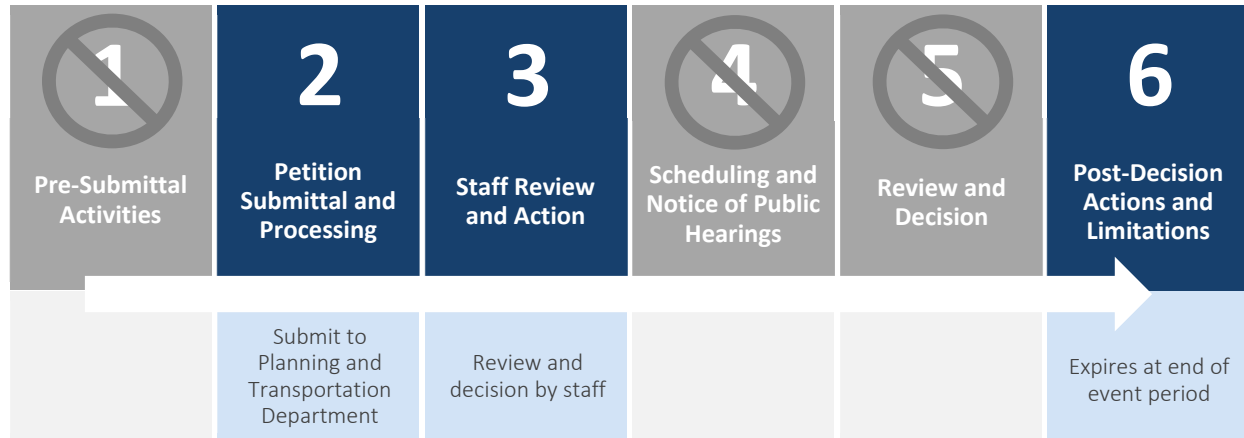 1
Pre-Submittal
Activities
2
Petition
Submittal and
Processing
3
Staff Review
and Action
4
Scheduling and
Notice of Public
Hearings
5
Review and
Decision
6
Post-Decision
Actions and
Limitations
Submit to
Planning and
Transportation
Department
Review and
decision by staff
Expires at end of
event period